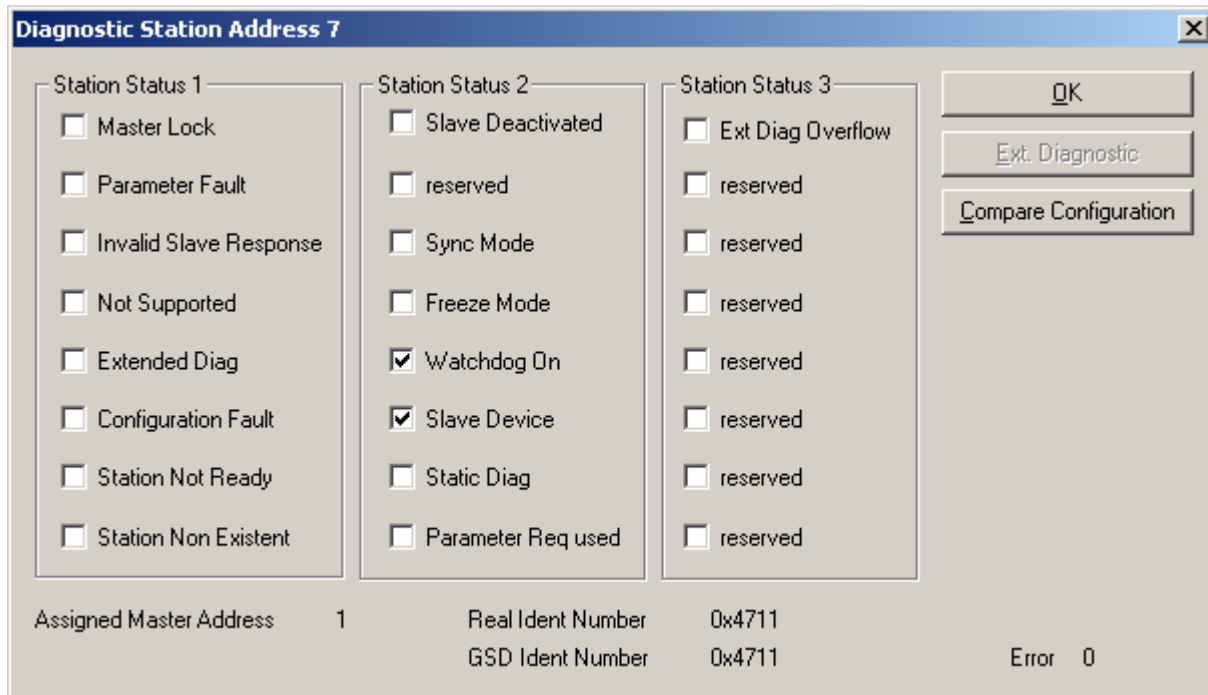 Diagnostic Station Address 7
Station Status 1
Master Lock
Parameter Fault
Invalid Slave Response
Not Supported
Extended Diag
Configuration Fault
Station Not Ready
Station Non Existent
Station Status 2
Slave Deactivated
reserved
Sync Mode
Freeze Mode
Watchdog On
Slave Device
Static Diag
Parameter Req used
Station Status 3
Ext Diag Overflow
reserved
reserved
reserved
reserved
reserved
reserved
reserved
OK
Ext. Diagnostic
Compare Configuration
Assigned Master Address 1
Real Ident Number 0x4711
GSD Ident Number 0x4711
Error 0